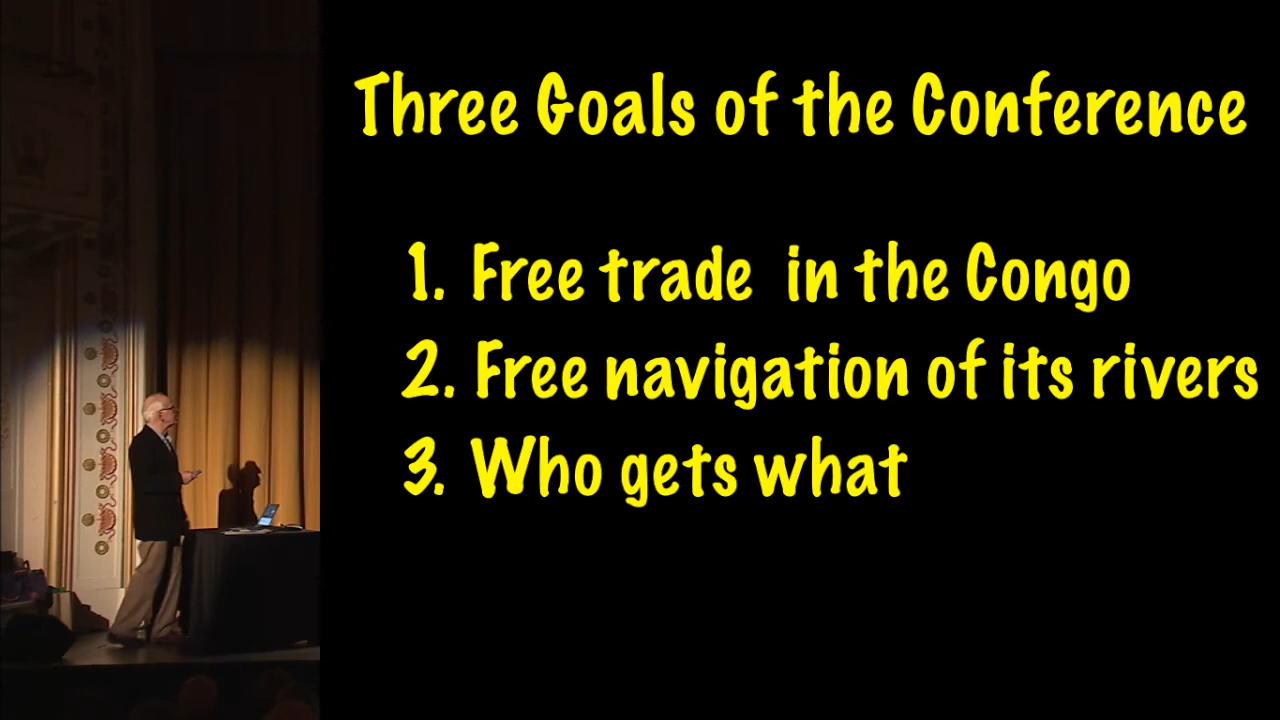 Three Goals of the Conference
1. Free trade in the Congo
2. Free navigation of its rivers
3. Who gets what